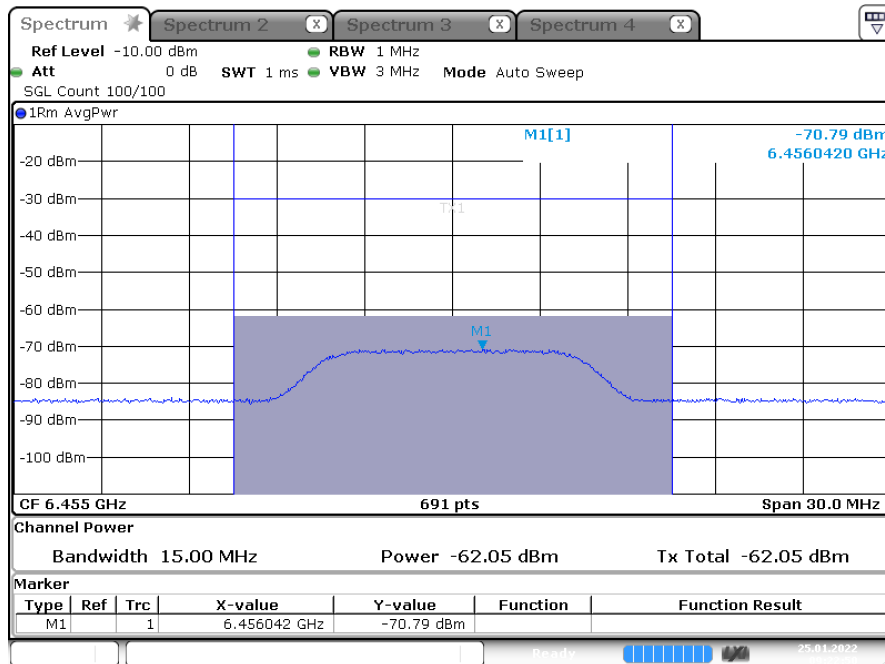 Spectrum Spectrum 2 X Spectrum 3 X Spectrum 4 X
Ref Level -10.00 dBm RBW 1 MHz
Att 0 dB SWT 1 ms VBW 3 MHz Mode Auto Sweep
SGL Count 100/100
1Rm AvgPwr
M1[1] -70.79 dBm
6.4560420 GHz
-20 dBm
-30 dBm
Tx1
-40 dBm
-50 dBm
-60 dBm
M1
-70 dBm
-80 dBm
-90 dBm
-100 dBm
CF 6.455 GHz 691 pts Span 30.0 MHz
Channel Power
Bandwidth 15.00 MHz Power -62.05 dBm Tx Total -62.05 dBm
Marker
Type Ref Trc X-value Y-value Function Function Result
M1 1 6.456042 GHz -70.79 dBm
Ready 25.01.2022